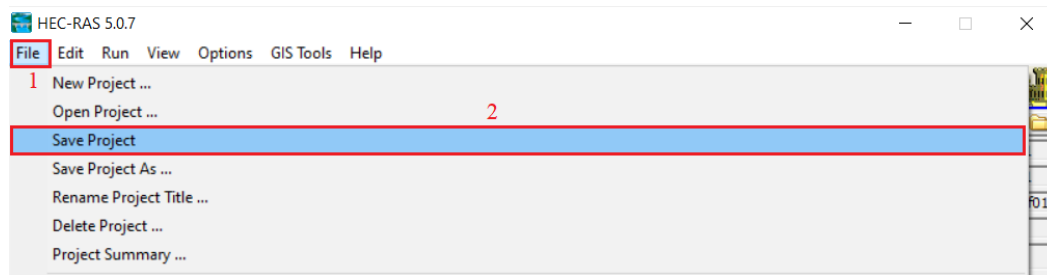 HEC-RAS 5.0.7
File Edit Run View Options GIS Tools Help
1 New Project ...
Open Project ...
2
Save Project
Save Project As ...
Rename Project Title ...
f01
Delete Project ...
Project Summary ...